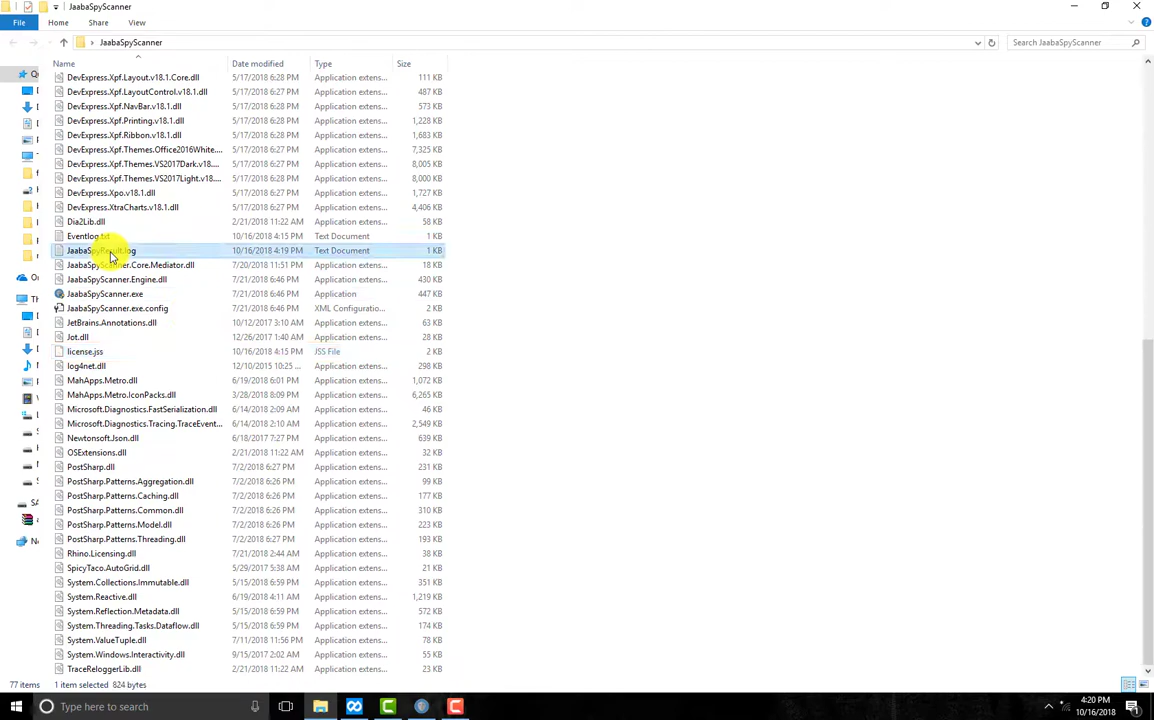 JaabaSpyScanner
File Home Share View
JaabaSpyScanner
Search JaabaSpyScanner
Name Date modified Type Size
DevExpress.Xpf.Layout.v18.1.Core.dll 5/17/2018 6:28 PM Application extens... 111 KB
DevExpress.Xpf.LayoutControl.v18.1.dll 5/17/2018 6:27 PM Application extens... 487 KB
DevExpress.Xpf.NavBar.v18.1.dll 5/17/2018 6:28 PM Application extens... 573 KB
DevExpress.Xpf.Printing.v18.1.dll 5/17/2018 6:27 PM Application extens... 1,228 KB
DevExpress.Xpf.Ribbon.v18.1.dll 5/17/2018 6:27 PM Application extens... 1,683 KB
DevExpress.Xpf.Themes.Office2016White.... 5/17/2018 6:27 PM Application extens... 7,325 KB
DevExpress.Xpf.Themes.VS2017Dark.v18.... 5/17/2018 6:28 PM Application extens... 8,005 KB
DevExpress.Xpf.Themes.VS2017Light.v18.... 5/17/2018 6:28 PM Application extens... 8,000 KB
DevExpress.Xpo.v18.1.dll 5/17/2018 6:27 PM Application extens... 1,727 KB
DevExpress.XtraCharts.v18.1.dll 5/17/2018 6:27 PM Application extens... 4,406 KB
Dia2Lib.dll 2/21/2018 11:22 AM Application extens... 58 KB
Eventlog.txt 10/16/2018 4:15 PM Text Document 1 KB
JaabaSpyResult.log 10/16/2018 4:19 PM Text Document 1 KB
JaabaSpyScanner.Core.Mediator.dll 7/20/2018 11:51 PM Application extens... 18 KB
JaabaSpyScanner.Engine.dll 7/21/2018 6:46 PM Application extens... 430 KB
JaabaSpyScanner.exe 7/21/2018 6:46 PM Application 447 KB
JaabaSpyScanner.exe.config 7/21/2018 6:46 PM XML Configuratio... 2 KB
JetBrains.Annotations.dll 10/12/2017 3:10 AM Application extens... 63 KB
Jot.dll 12/26/2017 1:40 AM Application extens... 28 KB
license.jss 10/16/2018 4:15 PM JSS File 2 KB
log4net.dll 12/10/2015 10:25 ... Application extens... 298 KB
MahApps.Metro.dll 6/19/2018 6:01 PM Application extens... 1,072 KB
MahApps.Metro.IconPacks.dll 3/28/2018 8:09 PM Application extens... 6,265 KB
Microsoft.Diagnostics.FastSerialization.dll 6/14/2018 2:09 AM Application extens... 46 KB
Microsoft.Diagnostics.Tracing.TraceEvent... 6/14/2018 2:10 AM Application extens... 2,549 KB
Newtonsoft.Json.dll 6/18/2017 7:27 PM Application extens... 639 KB
OSExtensions.dll 2/21/2018 11:22 AM Application extens... 32 KB
PostSharp.dll 7/2/2018 6:27 PM Application extens... 231 KB
PostSharp.Patterns.Aggregation.dll 7/2/2018 6:26 PM Application extens... 99 KB
PostSharp.Patterns.Caching.dll 7/2/2018 6:26 PM Application extens... 177 KB
PostSharp.Patterns.Common.dll 7/2/2018 6:26 PM Application extens... 310 KB
PostSharp.Patterns.Model.dll 7/2/2018 6:26 PM Application extens... 223 KB
PostSharp.Patterns.Threading.dll 7/2/2018 6:26 PM Application extens... 193 KB
Rhino.Licensing.dll 7/21/2018 2:44 AM Application extens... 38 KB
SpicyTaco.AutoGrid.dll 5/29/2017 5:38 AM Application extens... 21 KB
System.Collections.Immutable.dll 5/15/2018 6:59 PM Application extens... 351 KB
System.Reactive.dll 6/19/2018 4:11 AM Application extens... 1,219 KB
System.Reflection.Metadata.dll 5/15/2018 6:59 PM Application extens... 572 KB
System.Threading.Tasks.Dataflow.dll 5/15/2018 6:59 PM Application extens... 174 KB
System.ValueTuple.dll 7/11/2018 11:56 PM Application extens... 78 KB
System.Windows.Interactivity.dll 9/15/2017 2:02 AM Application extens... 55 KB
TraceReloggerLib.dll 2/21/2018 11:22 AM Application extens... 23 KB
77 items 1 item selected 824 bytes
Type here to search
4:20 PM
10/16/2018